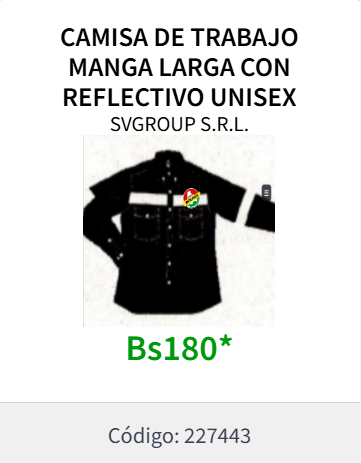 CAMISA DE TRABAJO
MANGA LARGA CON
REFLECTIVO UNISEX
SVGROUP S.R.L.
Bs180*
Código: 227443